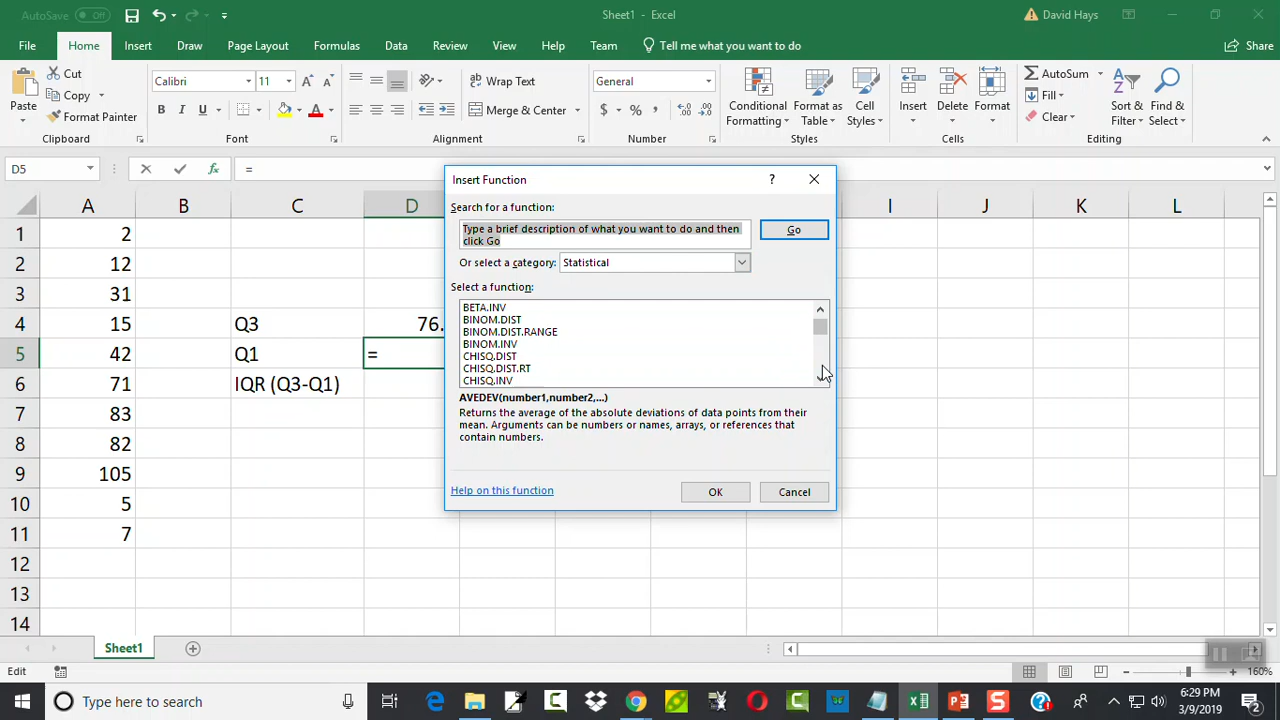 AutoSave Off
Sheet1 - Excel
David Hays
File Home Insert Draw Page Layout Formulas Data Review View Help Team Tell me what you want to do Share
Paste
Cut
Copy
Format Painter
Clipboard
Calibri 11
B I U A
Font
Wrap Text
Merge & Center
Alignment
General
$ % ,
Number
Conditional Formatting
Format as Table
Cell Styles
Styles
Insert
Delete
Format
Cells
AutoSum
Fill
Clear
Sort & Filter
Find & Select
Editing
D5 fx =
A B C D I J K L
1 2
2 12
3 31
4 15 Q3 76.
5 42 Q1 =
6 71 IQR (Q3-Q1)
7 83
8 82
9 105
10 5
11 7
12
13
14
Insert Function
?
Search for a function:
Type a brief description of what you want to do and then
click Go
Go
Or select a category: Statistical
Select a function:
BETA.INV
BINOM.DIST
BINOM.DIST.RANGE
BINOM.INV
CHISQ.DIST
CHISQ.DIST.RT
CHISQ.INV
AVEDEV(number1,number2,...)
Returns the average of the absolute deviations of data points from their
mean. Arguments can be numbers or names, arrays, or references that
contain numbers.
Help on this function
OK
Cancel
Sheet1
Edit
160%
Type here to search
6:29 PM
3/9/2019
2